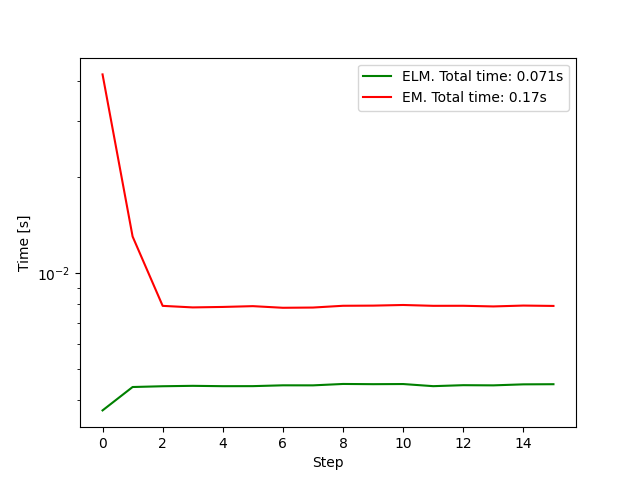 ELM. Total time: 0.071s
EM. Total time: 0.17s
Time [s]
10⁻²
0 2 4 6 8 10 12 14
Step